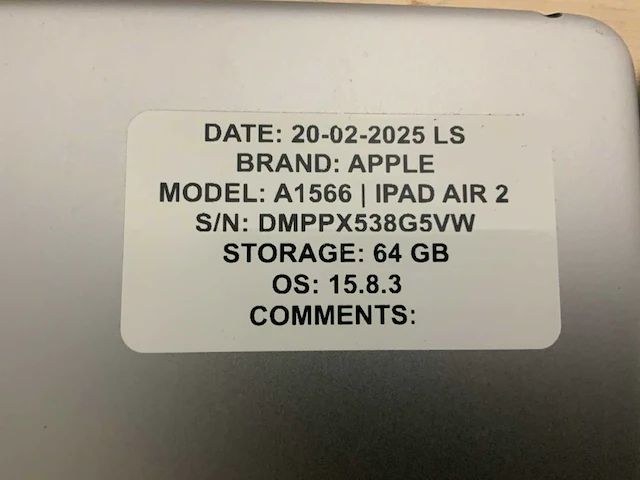 DATE: 20-02-2025 LS
BRAND: APPLE
MODEL: A1566 | IPAD AIR 2
S/N: DMPPX538G5VW
STORAGE: 64 GB
OS: 15.8.3
COMMENTS: